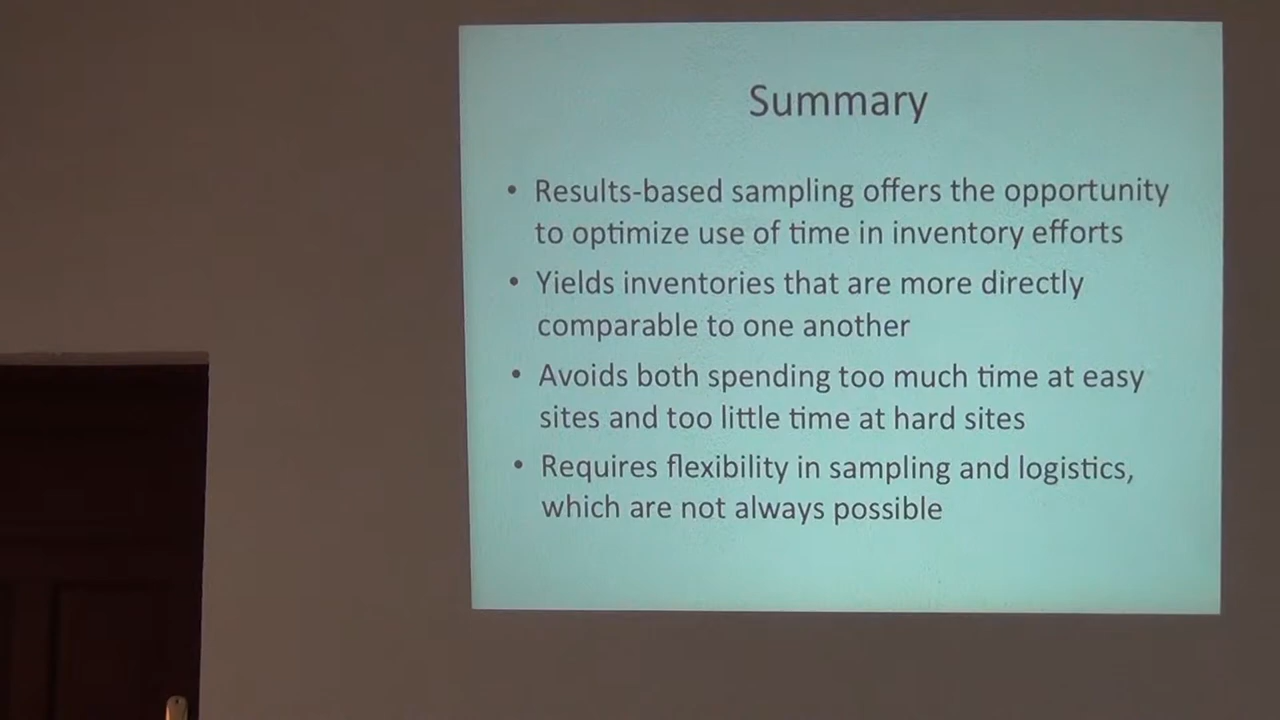 Summary
• Results-based sampling offers the opportunity
to optimize use of time in inventory efforts
• Yields inventories that are more directly
comparable to one another
• Avoids both spending too much time at easy
sites and too little time at hard sites
• Requires flexibility in sampling and logistics,
which are not always possible